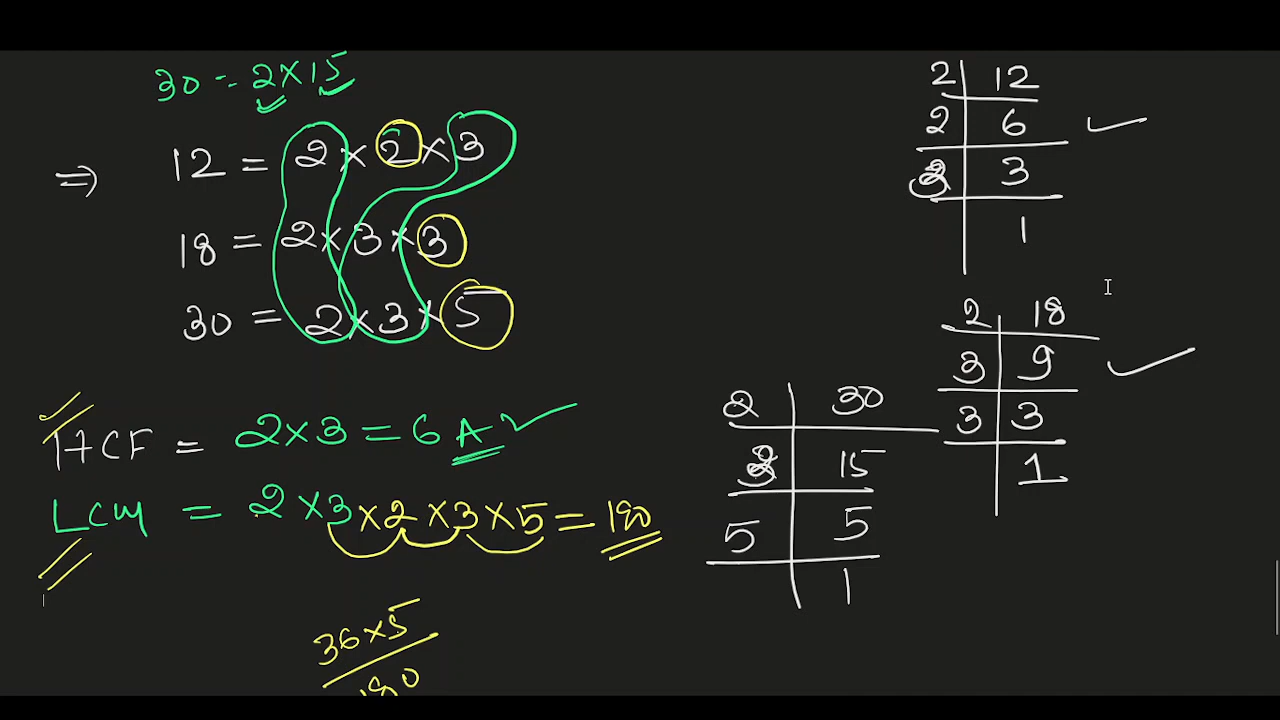 30 = 2×15
⇒ 12 = 2×2×3
18 = 2×3×3
30 = 2×3×5
HCF = 2×3=6 A
LCM = 2×3×2×3×5=180
36×5
180
2 | 12
2 | 6
3 | 3
1
2 | 18
3 | 9
3 | 3
1
2 | 30
3 | 15
5 | 5
1